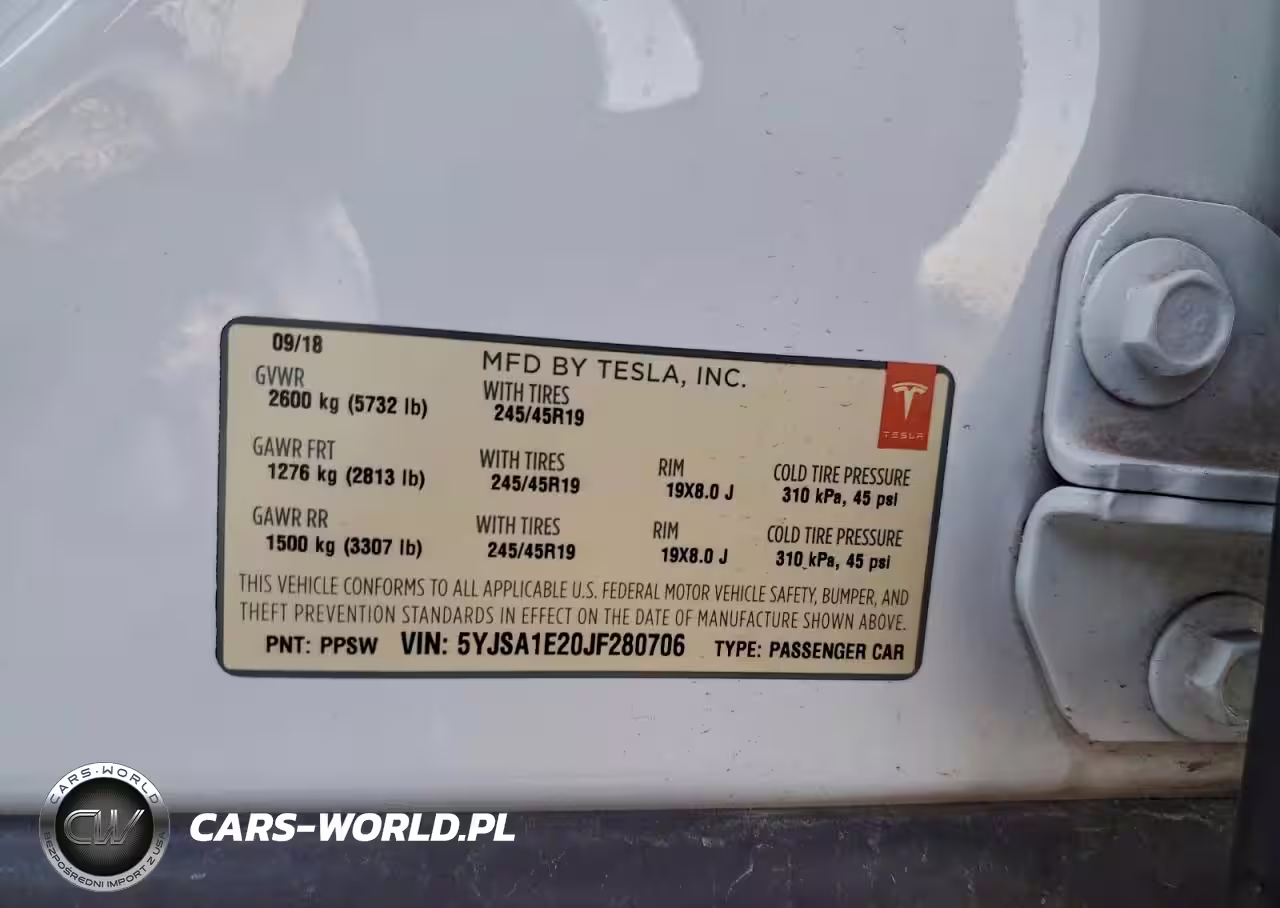 09/18
MFD BY TESLA, INC.
GVWR WITH TIRES
2600 kg (5732 lb) 245/45R19
TESLA
GAWR FRT WITH TIRES RIM COLD TIRE PRESSURE
1276 kg (2813 lb) 245/45R19 19X8.0 J 310 kPa, 45 psi
GAWR RR WITH TIRES RIM COLD TIRE PRESSURE
1500 kg (3307 lb) 245/45R19 19X8.0 J 310 kPa, 45 psi
THIS VEHICLE CONFORMS TO ALL APPLICABLE U.S. FEDERAL MOTOR VEHICLE SAFETY, BUMPER, AND
THEFT PREVENTION STANDARDS IN EFFECT ON THE DATE OF MANUFACTURE SHOWN ABOVE.
PNT: PPSW VIN: 5YJSA1E20JF280706 TYPE: PASSENGER CAR
CARS-WORLD
CW
BEZPOŚREDNI IMPORT Z USA
CARS-WORLD.PL